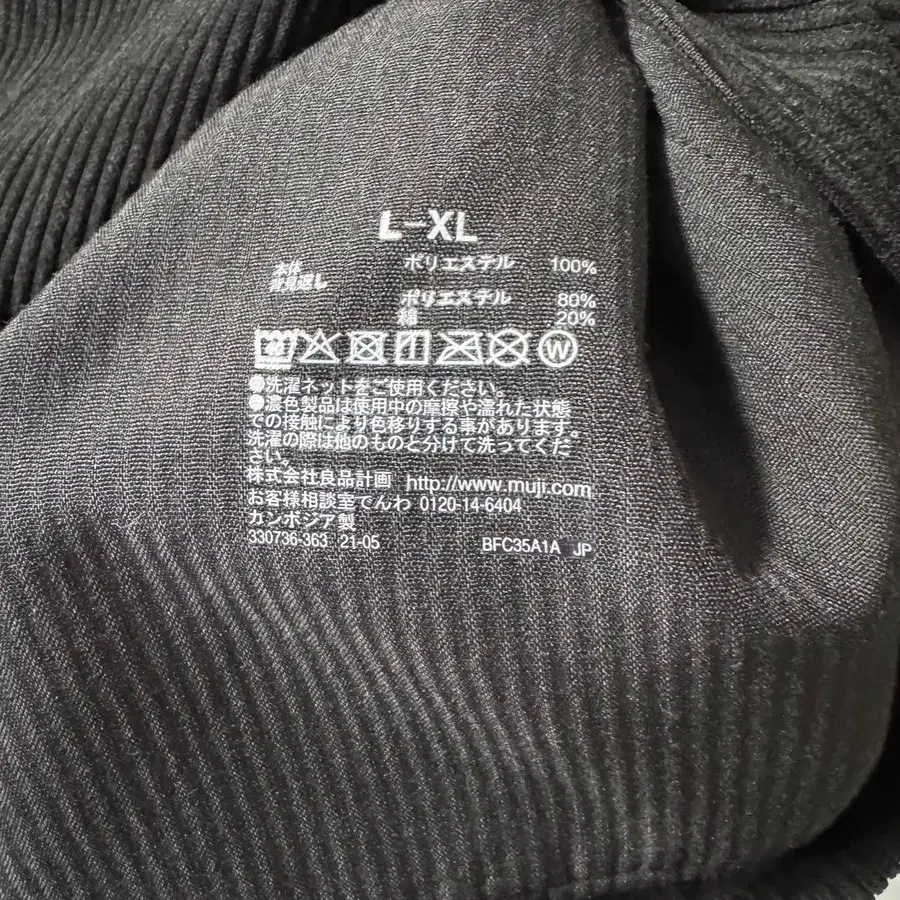 L-XL
本体 ポリエステル 100%
背見返し ポリエステル 80%
綿 20%
W
●洗濯ネットをご使用ください。
●濃色製品は使用中の摩擦や濡れた状態
での接触により色移りする事があります。
洗濯の際は他のものと分けて洗ってくだ
さい。
株式会社良品計画 http://www.muji.com
お客様相談室でんわ 0120-14-6404
カンボジア製
330736-363 21-05 BFC35A1A JP